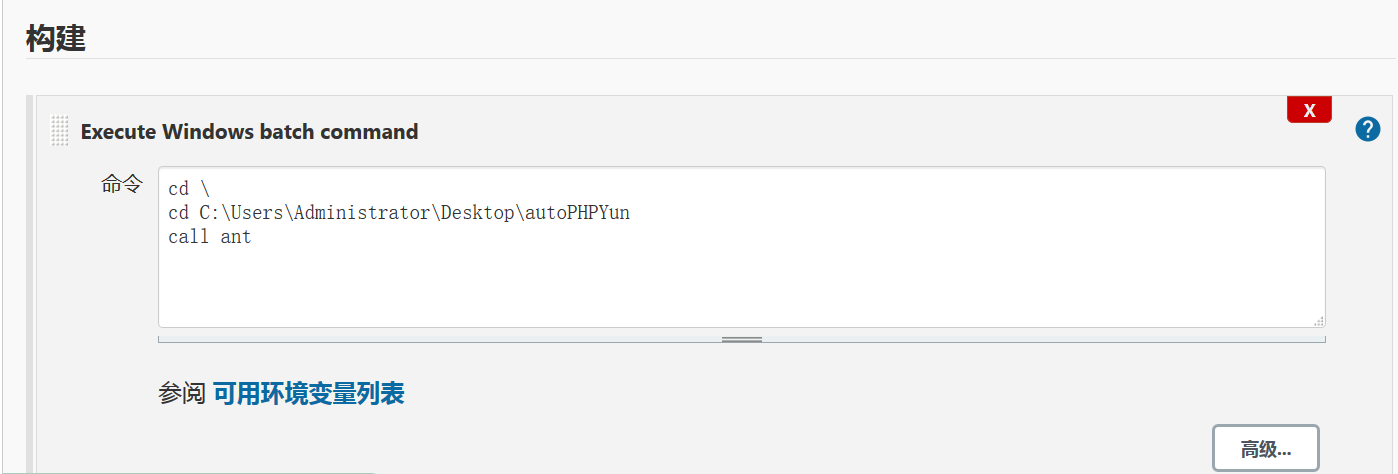 构建
Execute Windows batch command
X
?
命令
cd \
cd C:\Users\Administrator\Desktop\autoPHPYun
call ant
参阅 可用环境变量列表
高级...